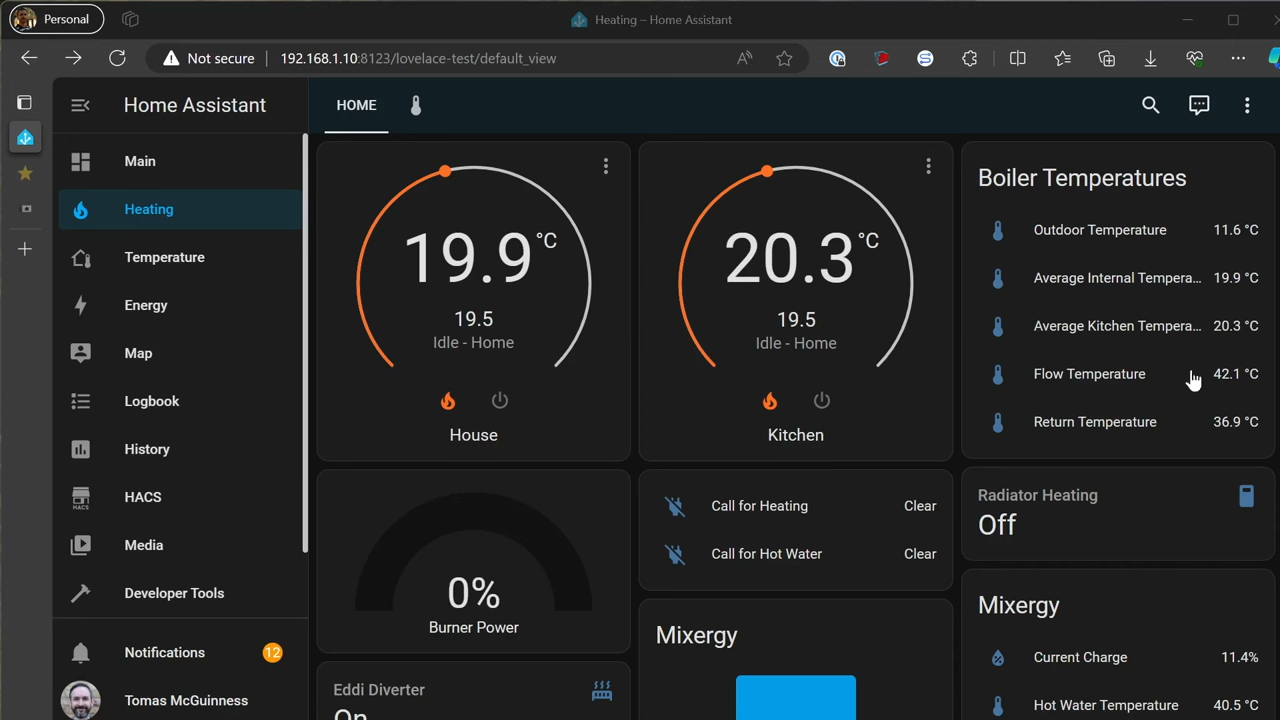 Personal
Heating – Home Assistant
Not secure
192.168.1.10:8123/lovelace-test/default_view
Home Assistant
HOME
Main
Heating
Temperature
Energy
Map
Logbook
History
HACS
HACS
Media
Developer Tools
Notifications
12
Tomas McGuinness
19.9 °C
19.5
Idle - Home
House
20.3 °C
19.5
Idle - Home
Kitchen
Boiler Temperatures
Outdoor Temperature 11.6 °C
Average Internal Tempera... 19.9 °C
Average Kitchen Tempera... 20.3 °C
Flow Temperature 42.1 °C
Return Temperature 36.9 °C
0%
Burner Power
Call for Heating Clear
Call for Hot Water Clear
Radiator Heating
Off
Eddi Diverter
On
Mixergy
Mixergy
Current Charge 11.4%
Hot Water Temperature 40.5 °C